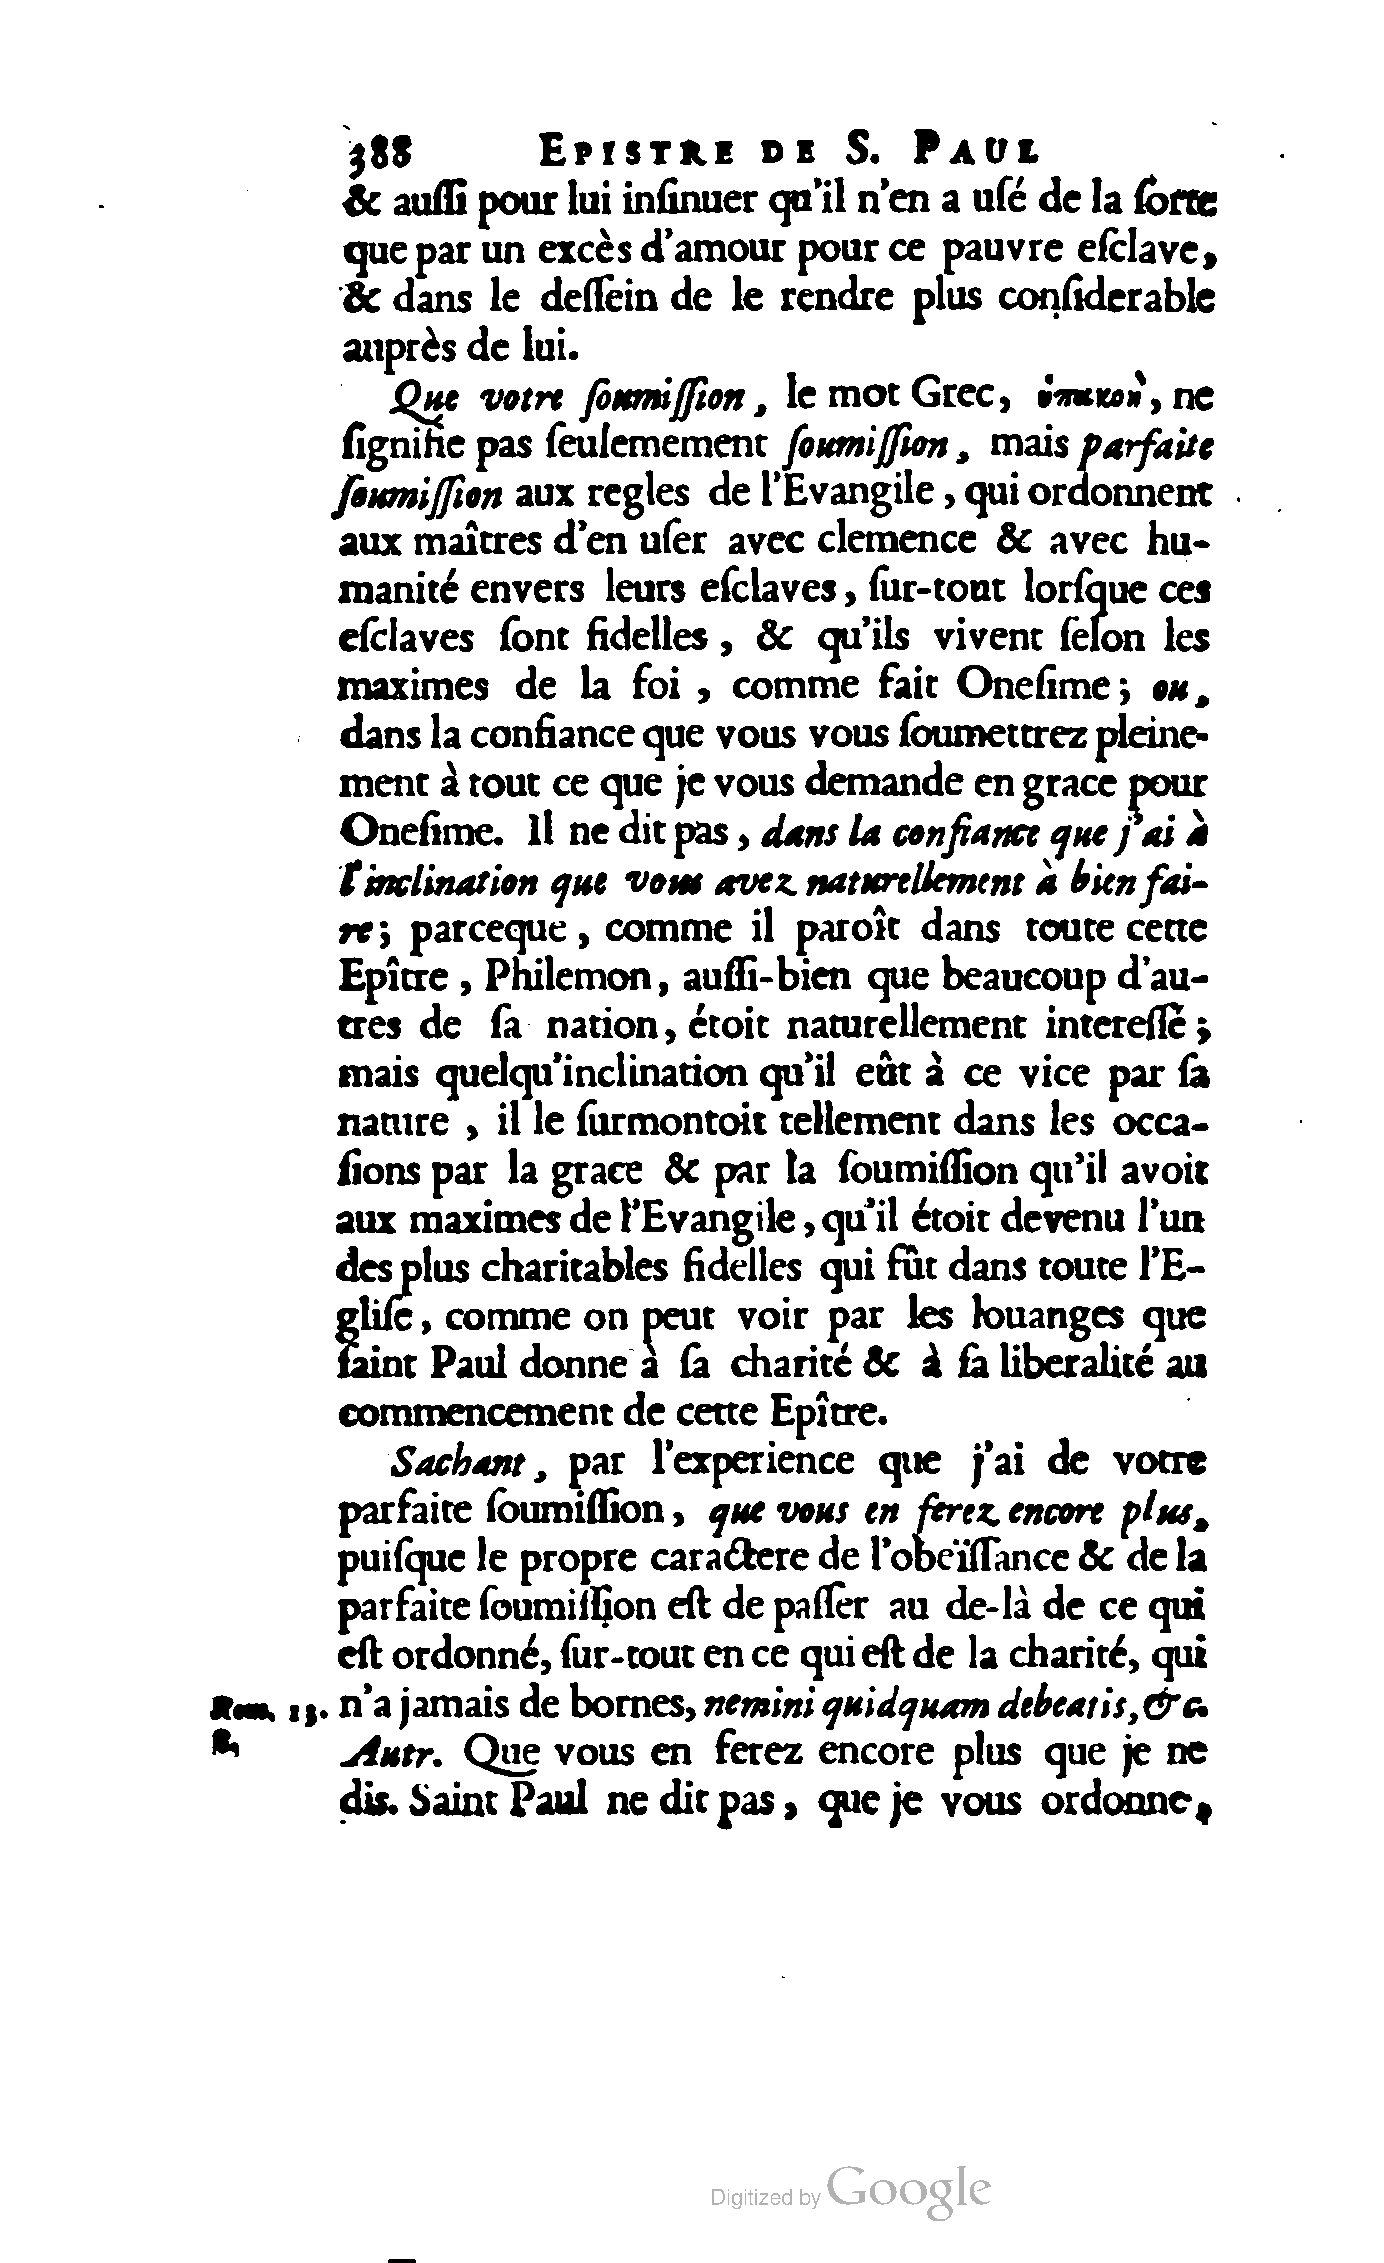 388 EPISTRE DE S. PAUL
& auſſi pour lui inſinuer qu'il n'en a uſé de la ſorte
que par un excès d'amour pour ce pauvre eſclave,
& dans le deſſein de le rendre plus conſiderable
auprès de lui.
Que votre ſoumiſſion, le mot Grec, ὑπακοὴ, ne
ſignifie pas ſeulemement ſoumiſſion, mais parfaite
ſoumiſſion aux regles de l'Evangile, qui ordonnent
aux maîtres d'en uſer avec clemence & avec hu-
manité envers leurs eſclaves, ſur-tout lorſque ces
eſclaves ſont fidelles, & qu'ils vivent ſelon les
maximes de la foi, comme fait Oneſime; ou,
dans la confiance que vous vous ſoumettrez pleine-
ment à tout ce que je vous demande en grace pour
Oneſime. Il ne dit pas, dans la confiance que j'ai à
l'inclination que vous avez naturellement à bien fai-
re; parceque, comme il paroît dans toute cette
Epître, Philemon, auſſi-bien que beaucoup d'au-
tres de ſa nation, étoit naturellement intereſſé;
mais quelqu'inclination qu'il eût à ce vice par ſa
nature, il le ſurmontoit tellement dans les occa-
ſions par la grace & par la ſoumiſſion qu'il avoit
aux maximes de l'Evangile, qu'il étoit devenu l'un
des plus charitables fidelles qui fût dans toute l'E-
gliſe, comme on peut voir par les louanges que
ſaint Paul donne à ſa charité & à ſa liberalité au
commencement de cette Epître.
Sachant, par l'experience que j'ai de votre
parfaite ſoumiſſion, que vous en ferez encore plus,
puiſque le propre caractere de l'obeïſſance & de la
parfaite ſoumiſſion eſt de paſſer au de-là de ce qui
eſt ordonné, ſur-tout en ce qui eſt de la charité, qui
Rom. 13. n'a jamais de bornes, nemini quidquam debeatis, &c.
8. Autr. Que vous en ferez encore plus que je ne
dis. Saint Paul ne dit pas, que je vous ordonne,
Digitized by Google